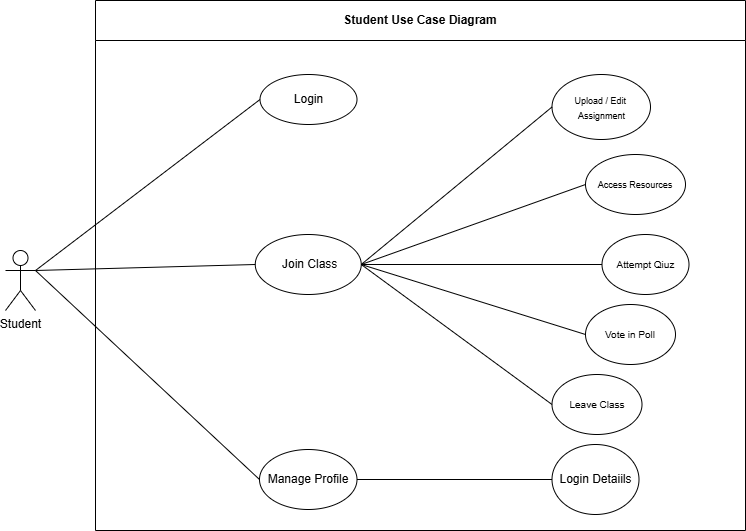 Student Use Case Diagram
Login
Upload / Edit
Assignment
Access Resources
Join Class
Attempt Qiuz
Student
Vote in Poll
Leave Class
Manage Profile
Login Detaiils